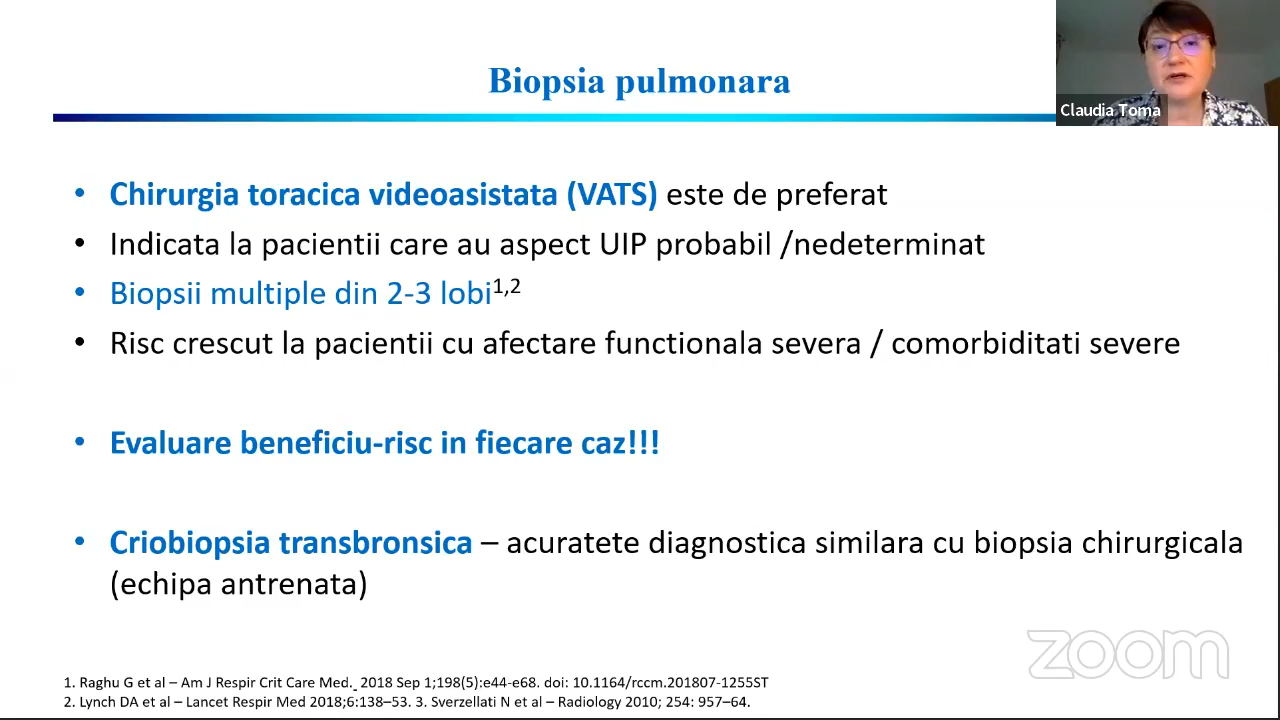 Biopsia pulmonara
Claudia Toma
• Chirurgia toracica videoasistata (VATS) este de preferat
• Indicata la pacientii care au aspect UIP probabil /nedeterminat
• Biopsii multiple din 2-3 lobi1,2
• Risc crescut la pacientii cu afectare functionala severa / comorbiditati severe
• Evaluare beneficiu-risc in fiecare caz!!!
• Criobiopsia transbronsica – acuratete diagnostica similara cu biopsia chirurgicala
(echipa antrenata)
zoom
1. Raghu G et al – Am J Respir Crit Care Med. 2018 Sep 1;198(5):e44-e68. doi: 10.1164/rccm.201807-1255ST
2. Lynch DA et al – Lancet Respir Med 2018;6:138–53. 3. Sverzellati N et al – Radiology 2010; 254: 957–64.